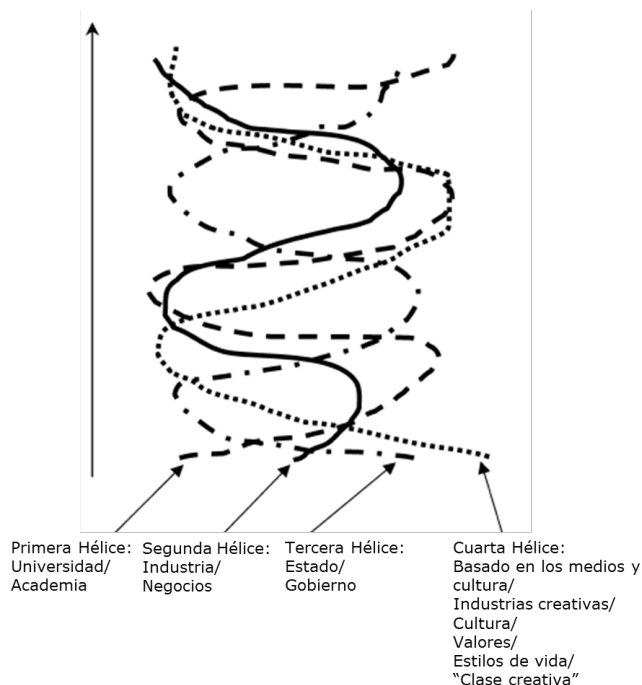 Primera Hélice:
Universidad/
Academia
Segunda Hélice:
Industria/
Negocios
Tercera Hélice:
Estado/
Gobierno
Cuarta Hélice:
Basado en los medios y
cultura/
Industrias creativas/
Cultura/
Valores/
Estilos de vida/
“Clase creativa”